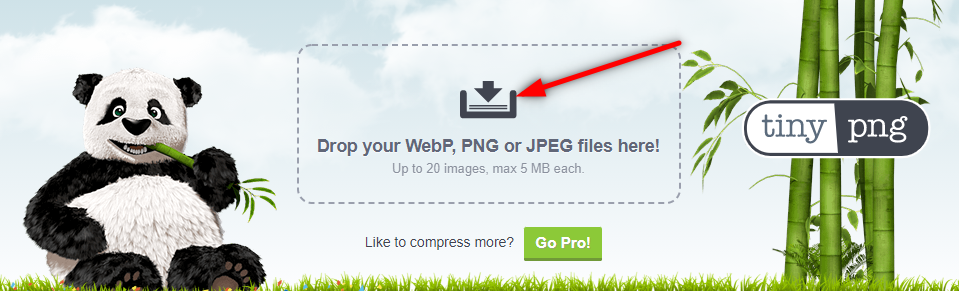 Drop your WebP, PNG or JPEG files here!
Up to 20 images, max 5 MB each.
tiny png
Like to compress more? Go Pro!